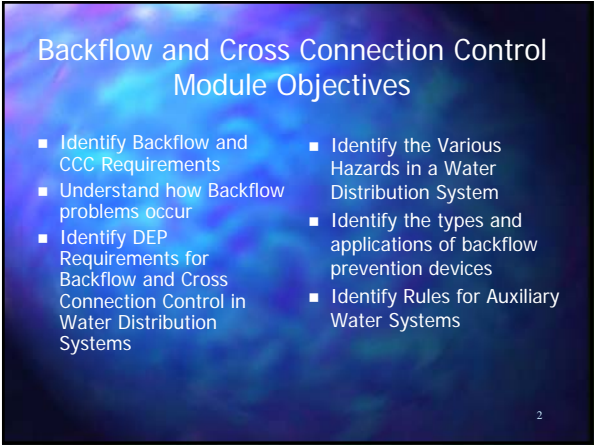 Backflow and Cross Connection Control
Module Objectives
■ Identify Backflow and
CCC Requirements
■ Understand how Backflow
problems occur
■ Identify DEP
Requirements for
Backflow and Cross
Connection Control in
Water Distribution
Systems
■ Identify the Various
Hazards in a Water
Distribution System
■ Identify the types and
applications of backflow
prevention devices
■ Identify Rules for Auxiliary
Water Systems
2